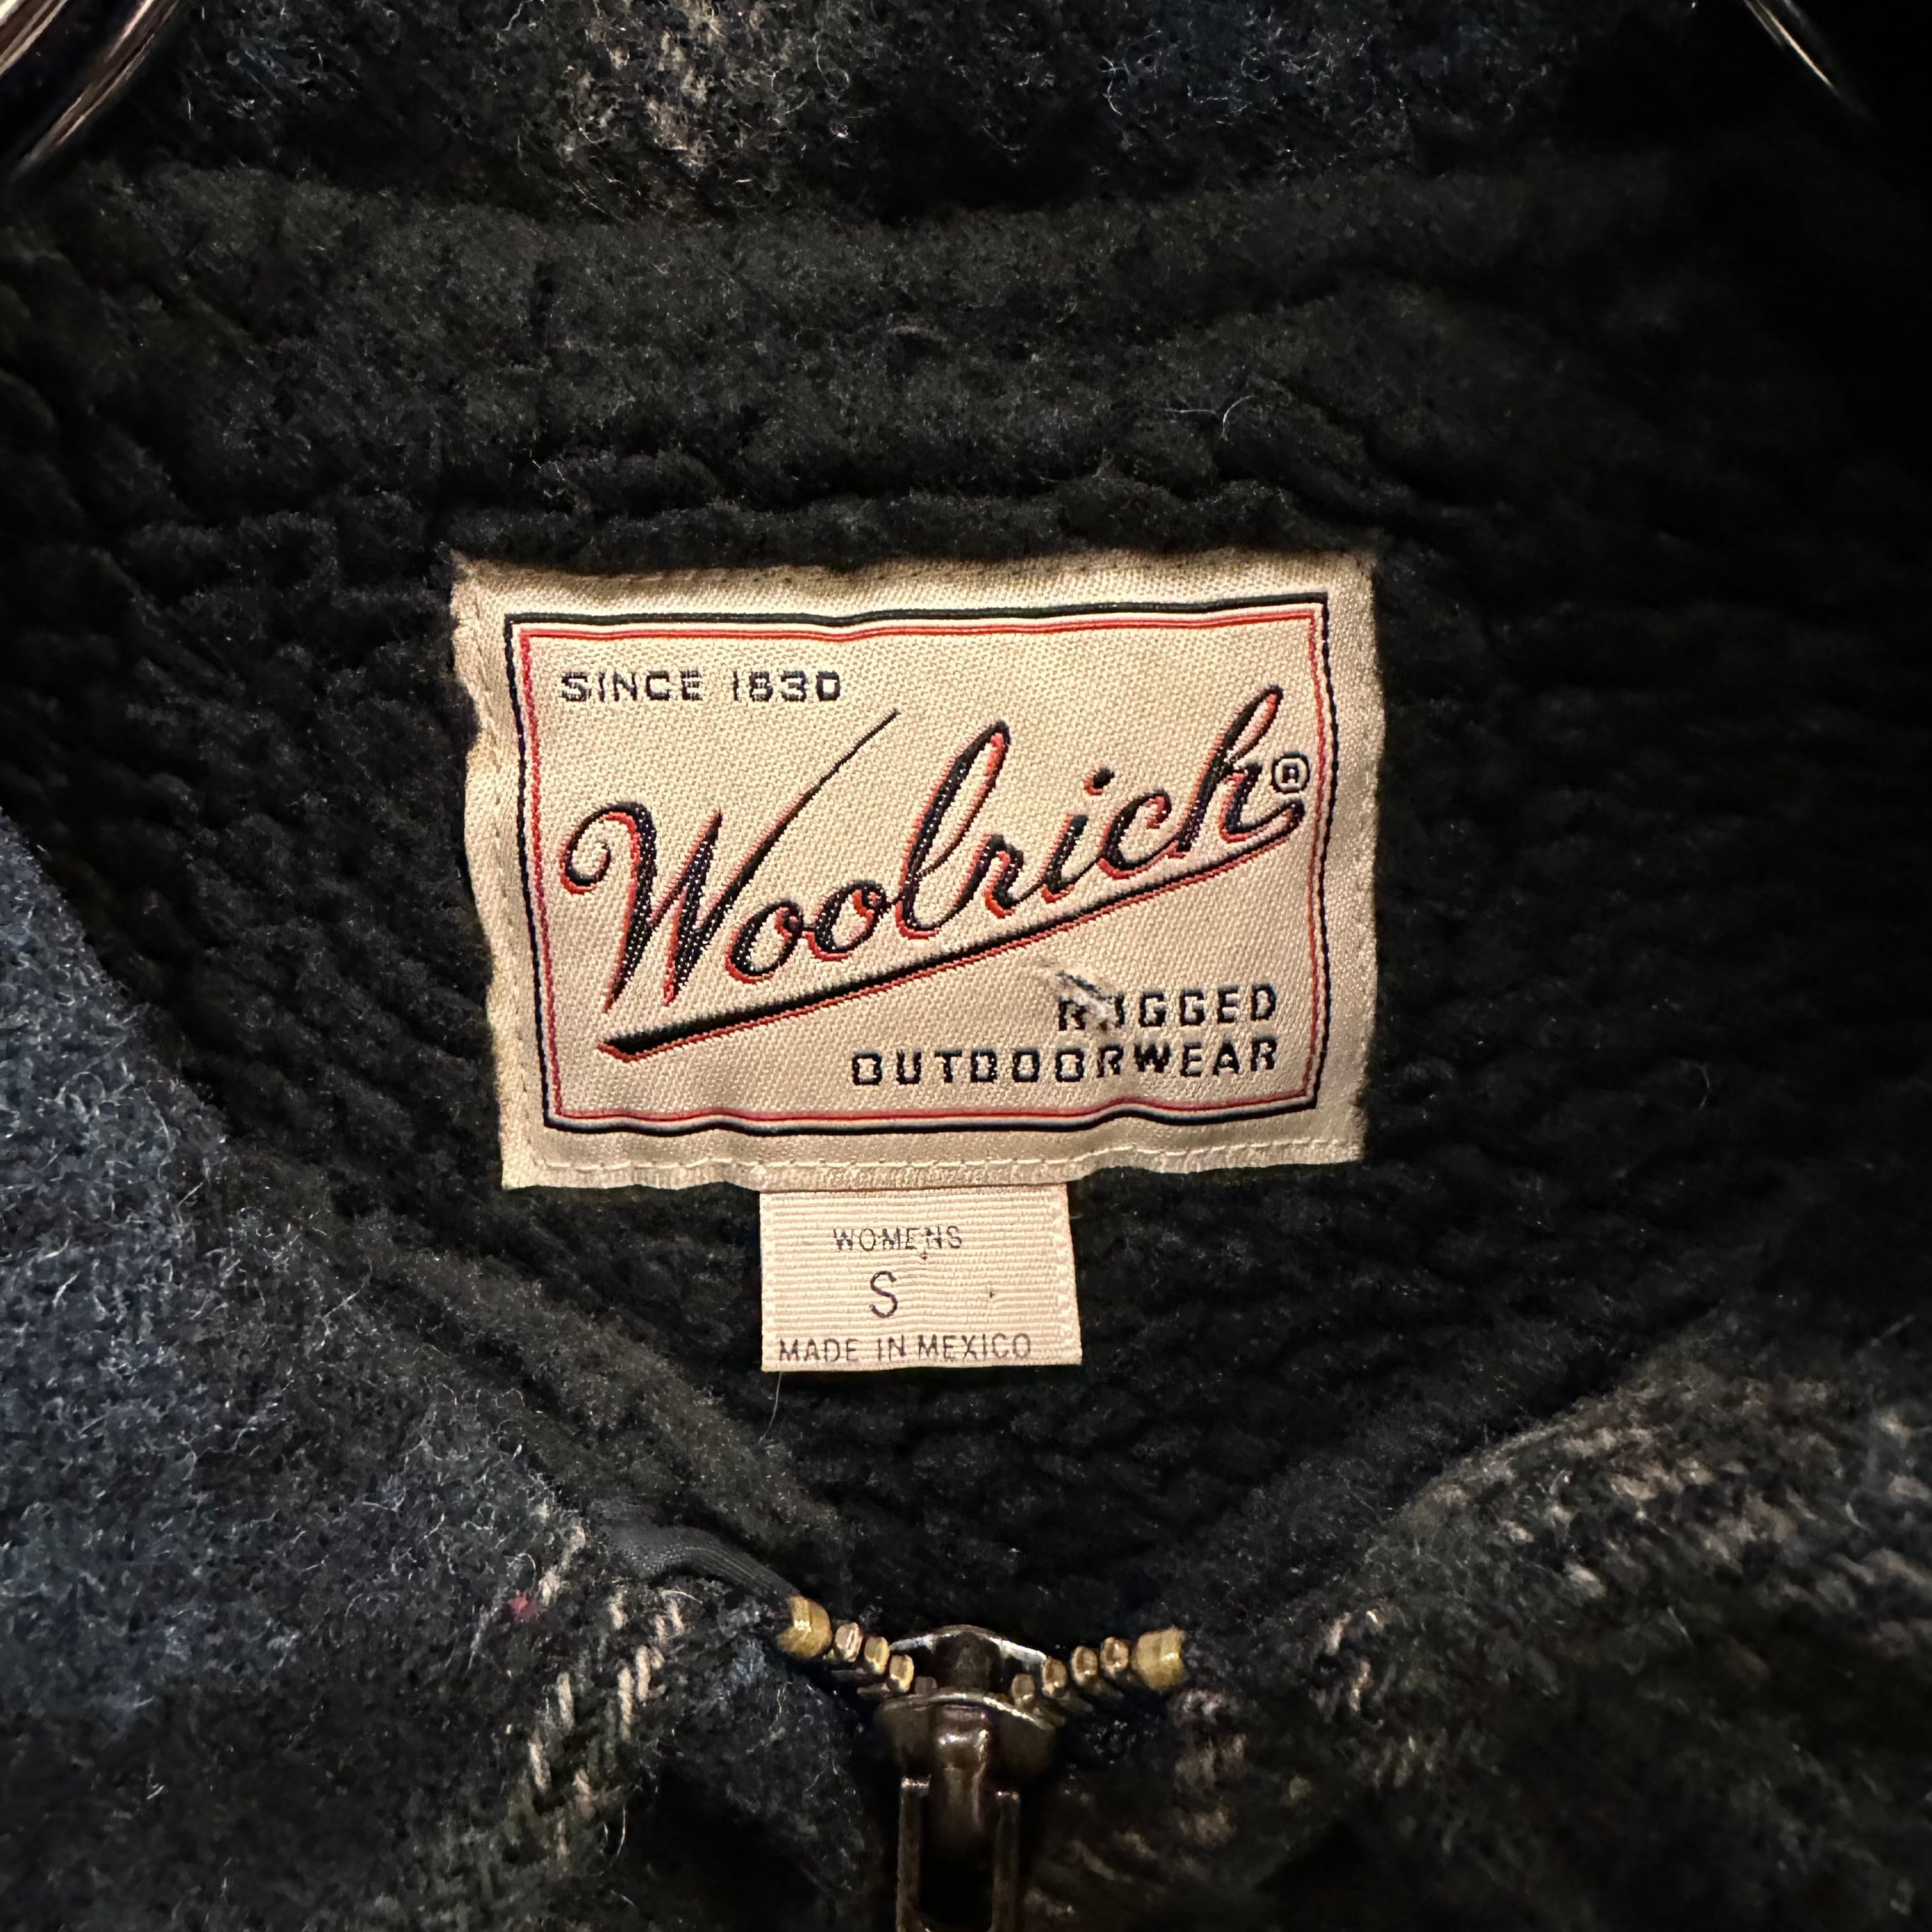 SINCE 1830
Woolrich®
RUGGED
OUTDOORWEAR
WOMENS
S
MADE IN MEXICO